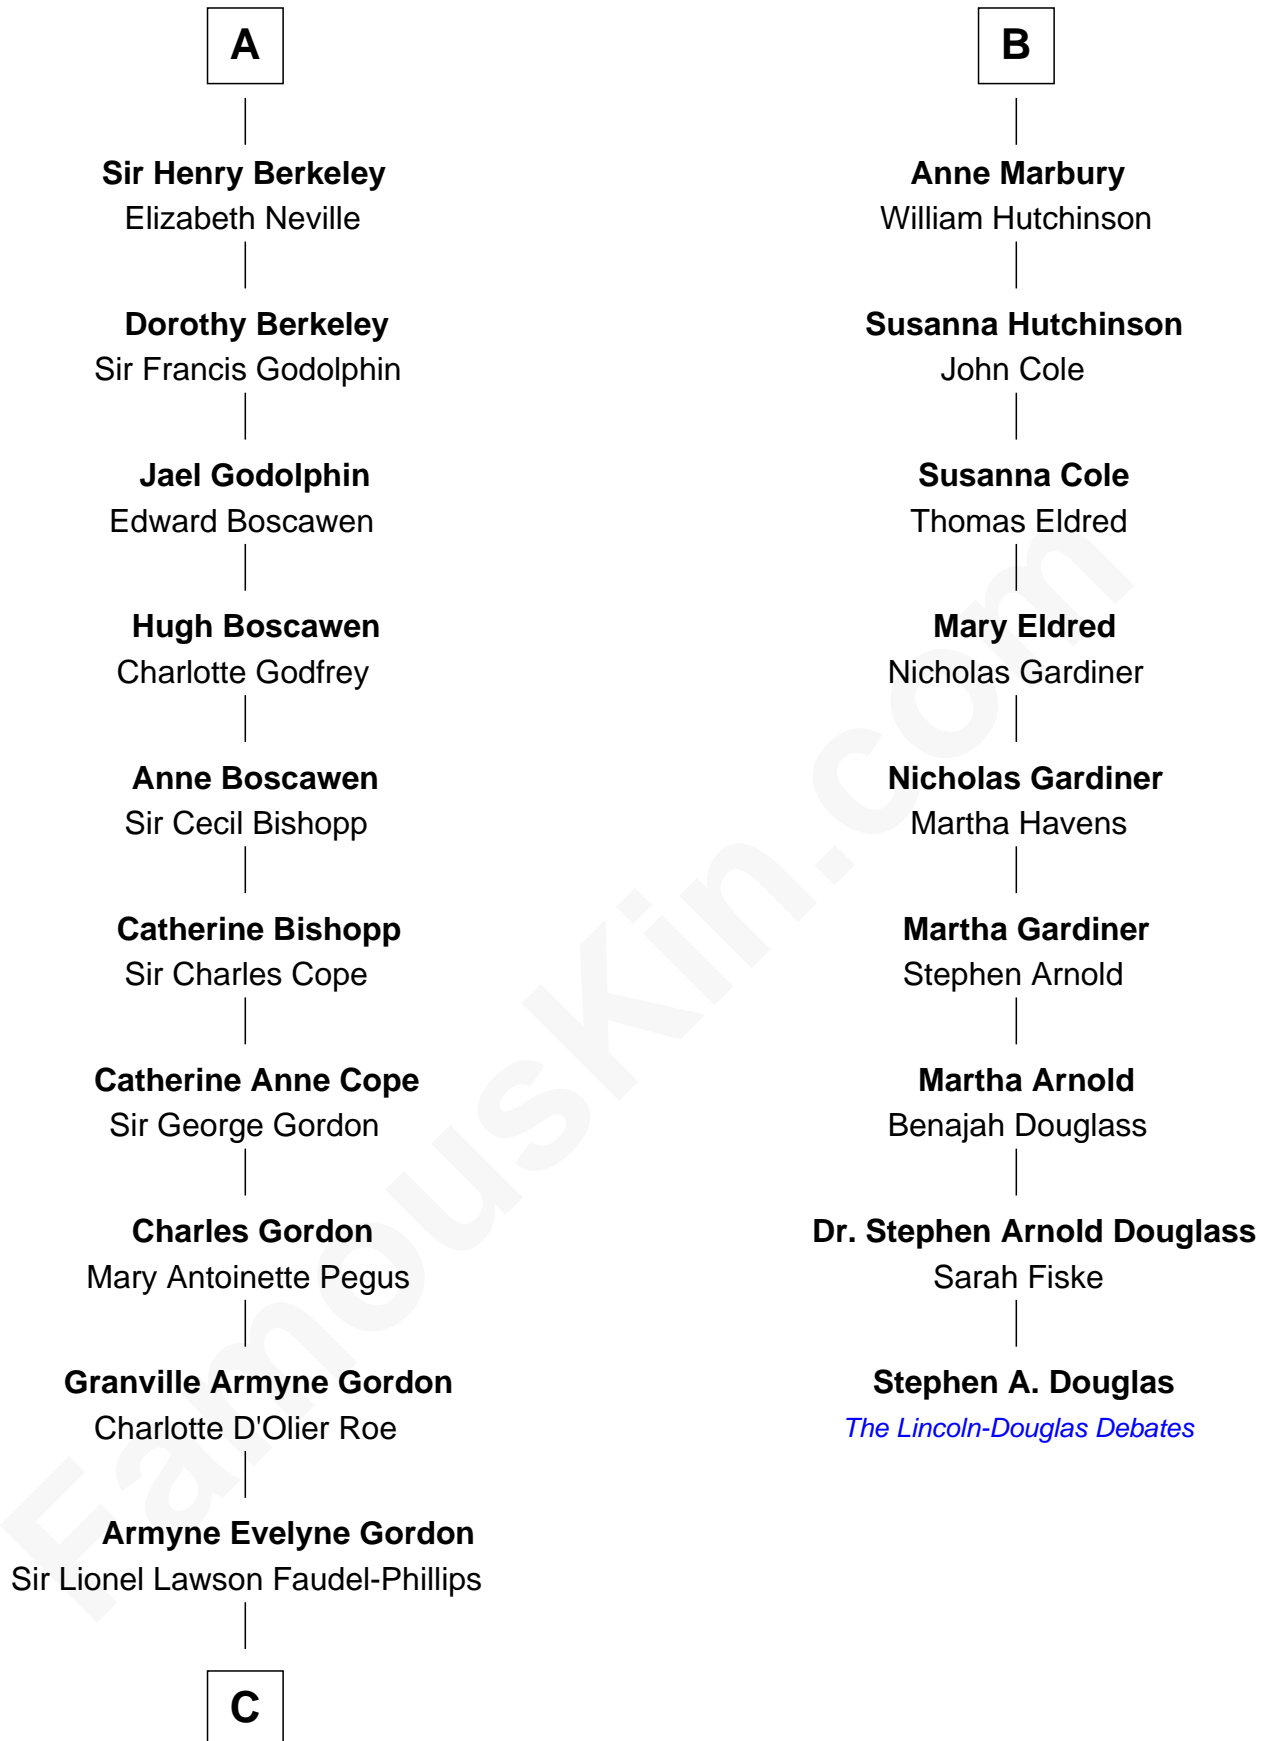 A
Sir Henry Berkeley
Elizabeth Neville
Dorothy Berkeley
Sir Francis Godolphin
Jael Godolphin
Edward Boscawen
Hugh Boscawen
Charlotte Godfrey
Anne Boscawen
Sir Cecil Bishopp
Catherine Bishopp
Sir Charles Cope
Catherine Anne Cope
Sir George Gordon
Charles Gordon
Mary Antoinette Pegus
Granville Armyne Gordon
Charlotte D'Olier Roe
Armyne Evelyne Gordon
Sir Lionel Lawson Faudel-Phillips
C
B
Anne Marbury
William Hutchinson
Susanna Hutchinson
John Cole
Susanna Cole
Thomas Eldred
Mary Eldred
Nicholas Gardiner
Nicholas Gardiner
Martha Havens
Martha Gardiner
Stephen Arnold
Martha Arnold
Benajah Douglass
Dr. Stephen Arnold Douglass
Sarah Fiske
Stephen A. Douglas
The Lincoln-Douglas Debates
FamousKin.com